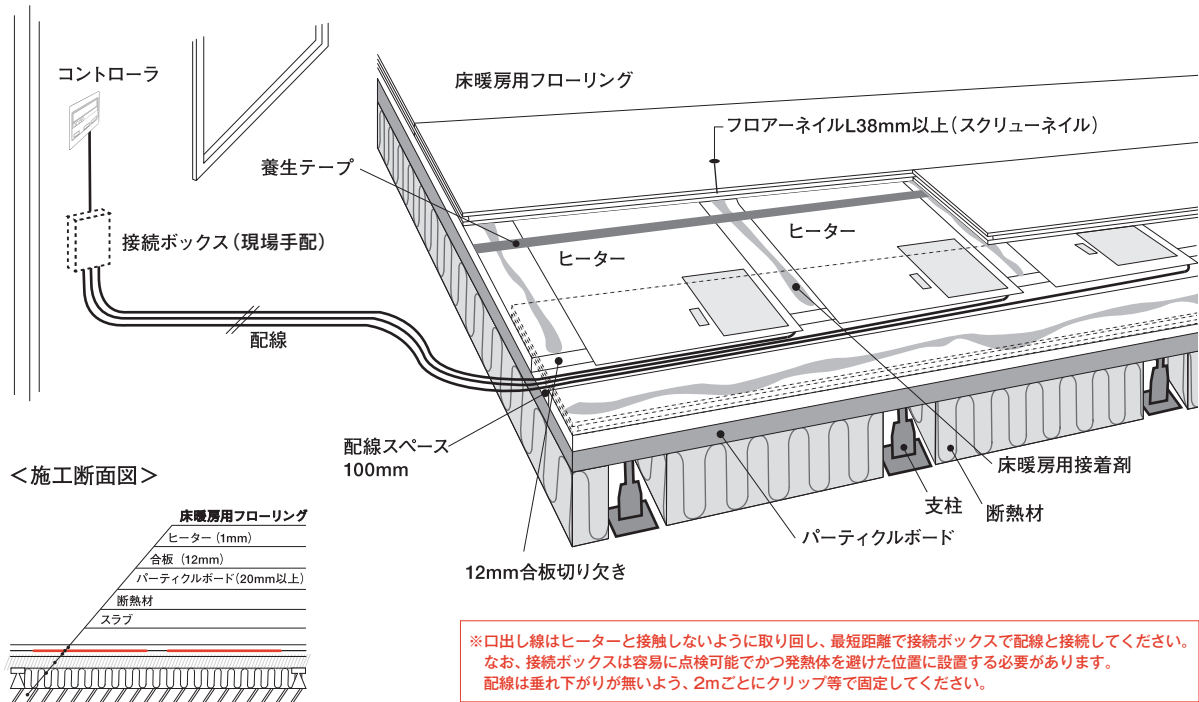 コントローラ
床暖房用フローリング
フロアーネイルL38mm以上（スクリューネイル）
養生テープ
接続ボックス（現場手配）
ヒーター
ヒーター
配線
配線スペース
100mm
床暖房用接着剤
支柱
断熱材
パーティクルボード
12mm合板切り欠き
＜施工断面図＞
床暖房用フローリング
ヒーター（1mm）
合板（12mm）
パーティクルボード（20mm以上）
断熱材
スラブ
※口出し線はヒーターと接触しないように取り回し、最短距離で接続ボックスで配線と接続してください。
なお、接続ボックスは容易に点検可能でかつ発熱体を避けた位置に設置する必要があります。
配線は垂れ下がりが無いよう、2mごとにクリップ等で固定してください。